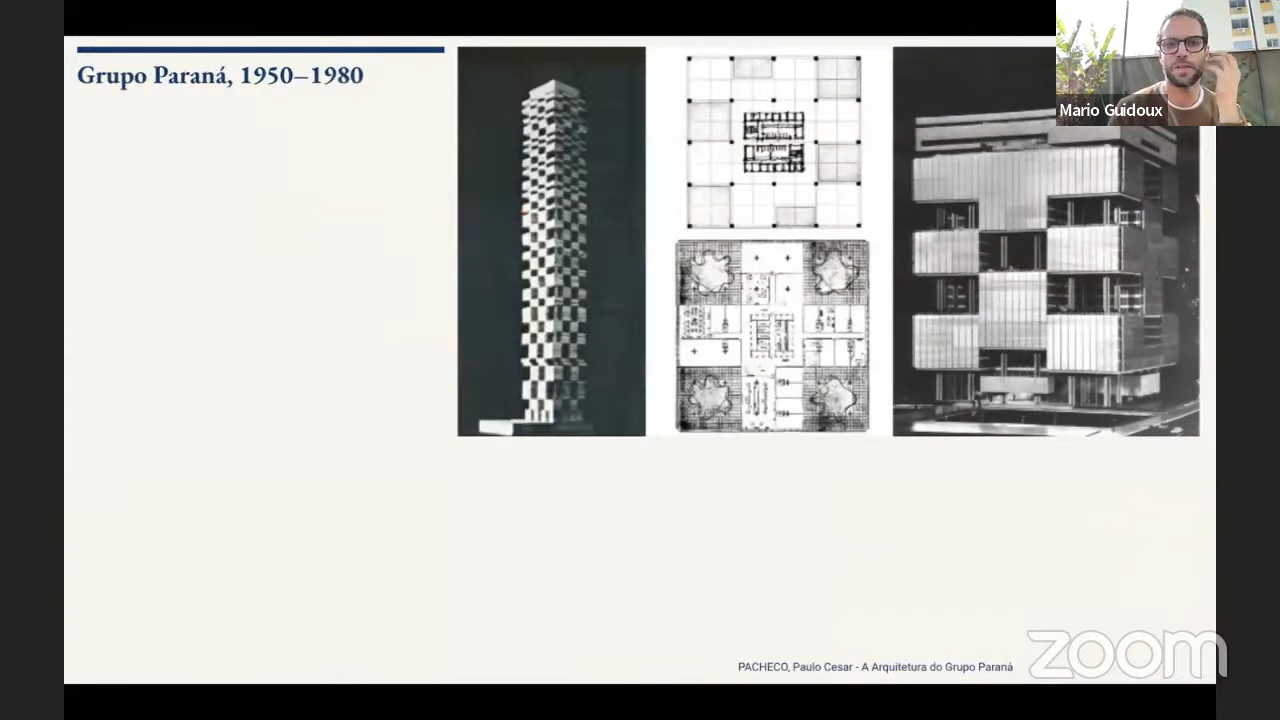 Grupo Paraná, 1950–1980
Mario Guidoux
PACHECO, Paulo Cesar - A Arquitetura do Grupo Paraná
zoom